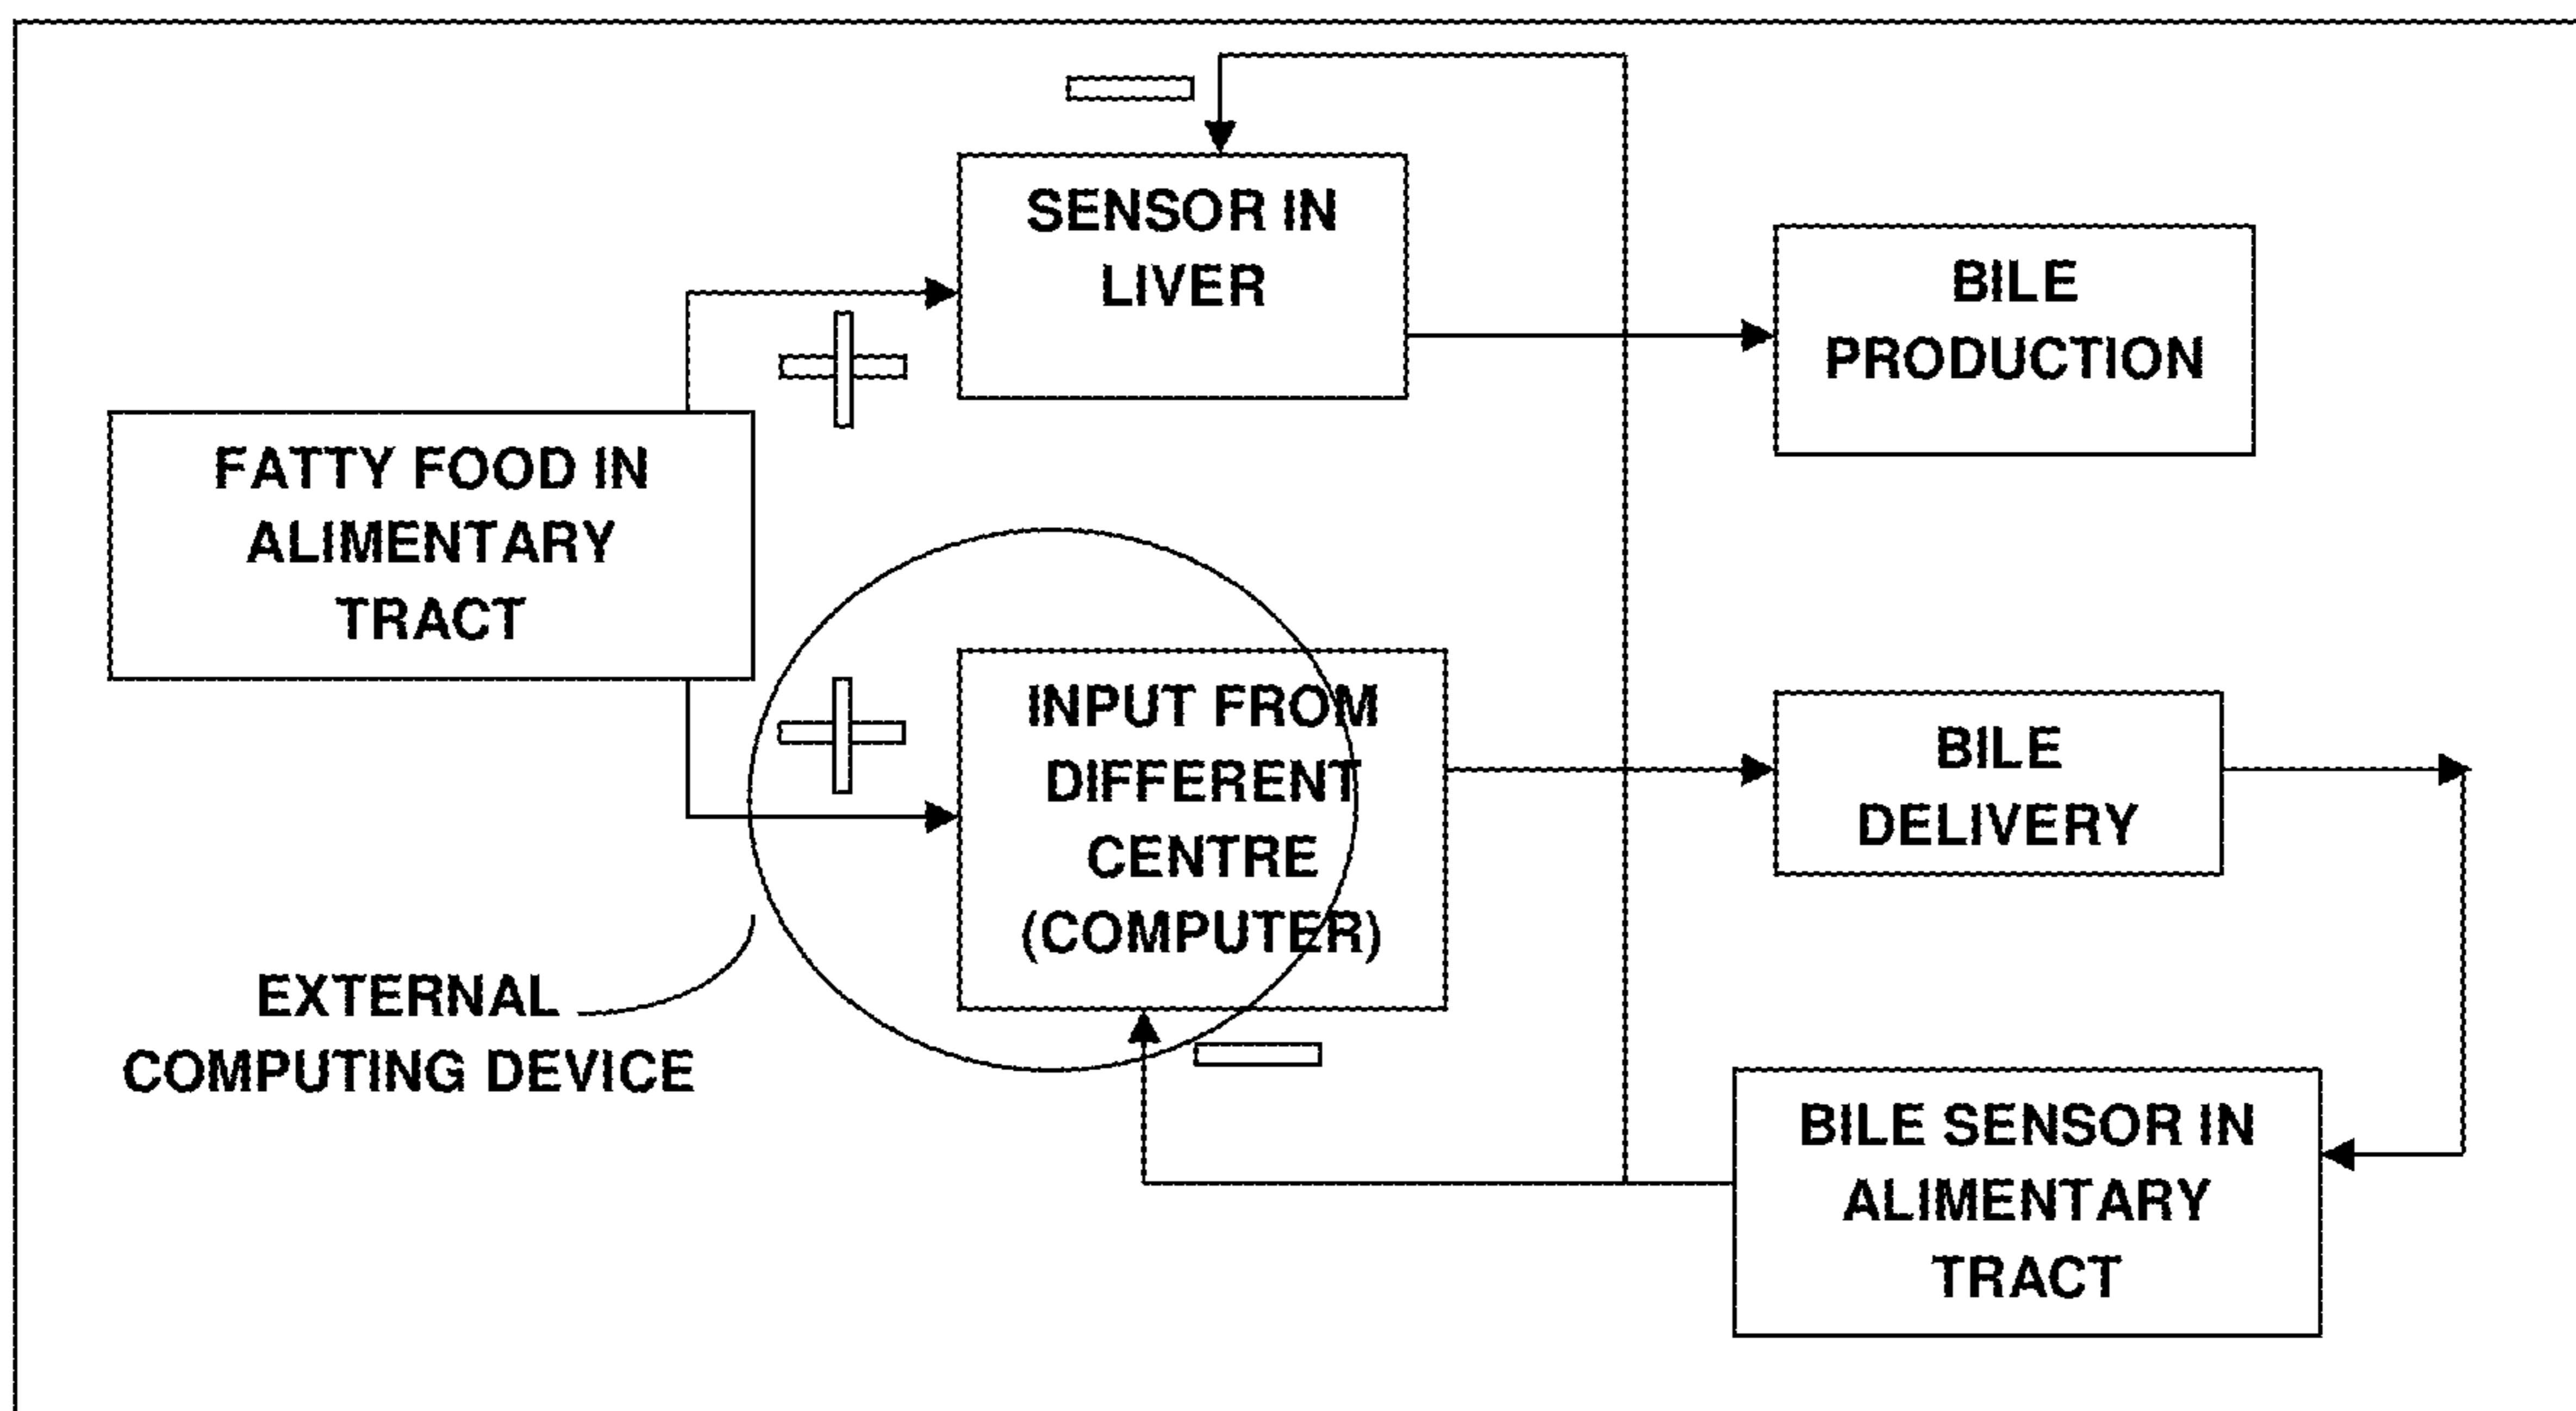 SENSOR IN
LIVER
BILE
PRODUCTION
FATTY FOOD IN
ALIMENTARY
TRACT
INPUT FROM
DIFFERENT
CENTRE
(COMPUTER)
BILE
DELIVERY
EXTERNAL
COMPUTING DEVICE
BILE SENSOR IN
ALIMENTARY
TRACT